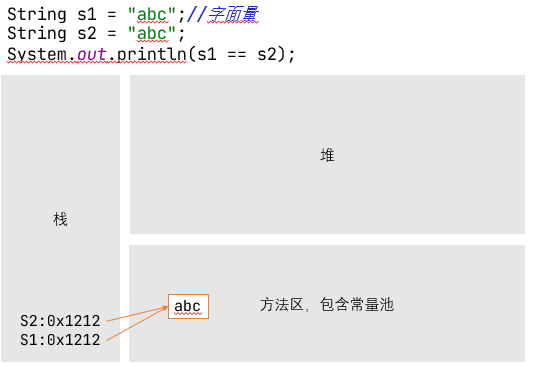 String s1 = "abc";//字面量
String s2 = "abc";
System.out.println(s1 == s2);
堆
栈
abc
方法区，包含常量池
S2:0x1212
S1:0x1212